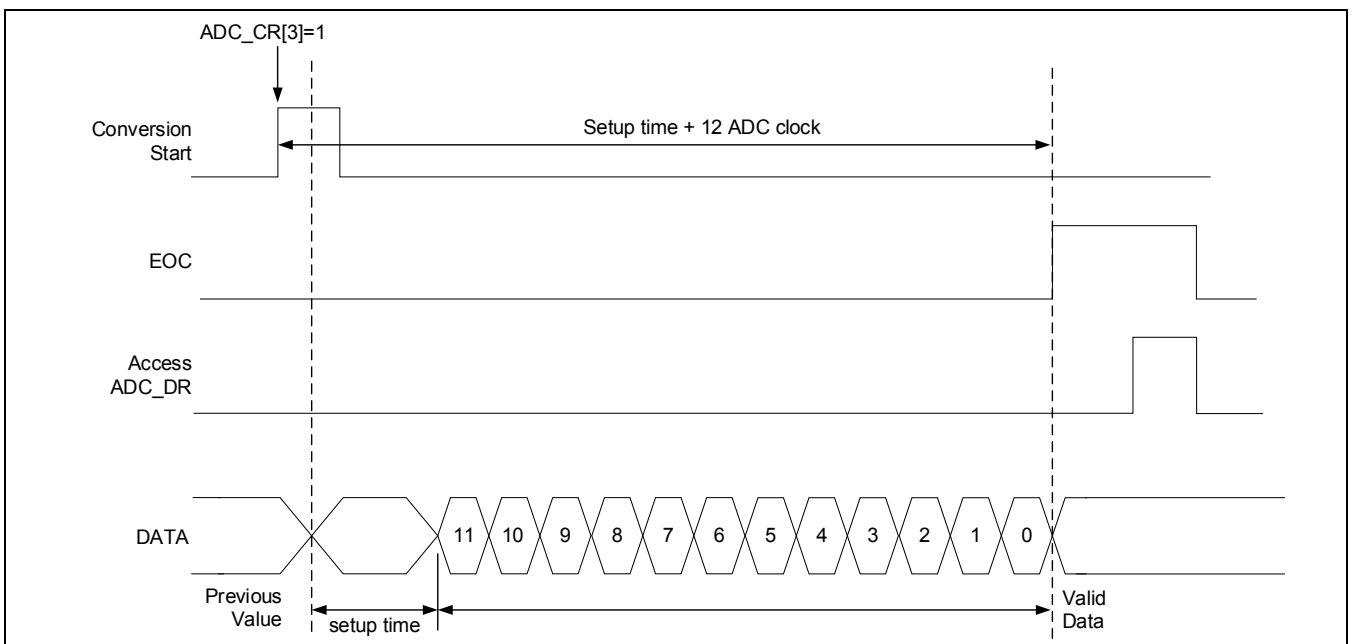 ADC_CR[3]=1
Conversion
Start
Setup time + 12 ADC clock
EOC
Access
ADC_DR
DATA
11 10 9 8 7 6 5 4 3 2 1 0
Previous
Value
setup time
Valid
Data